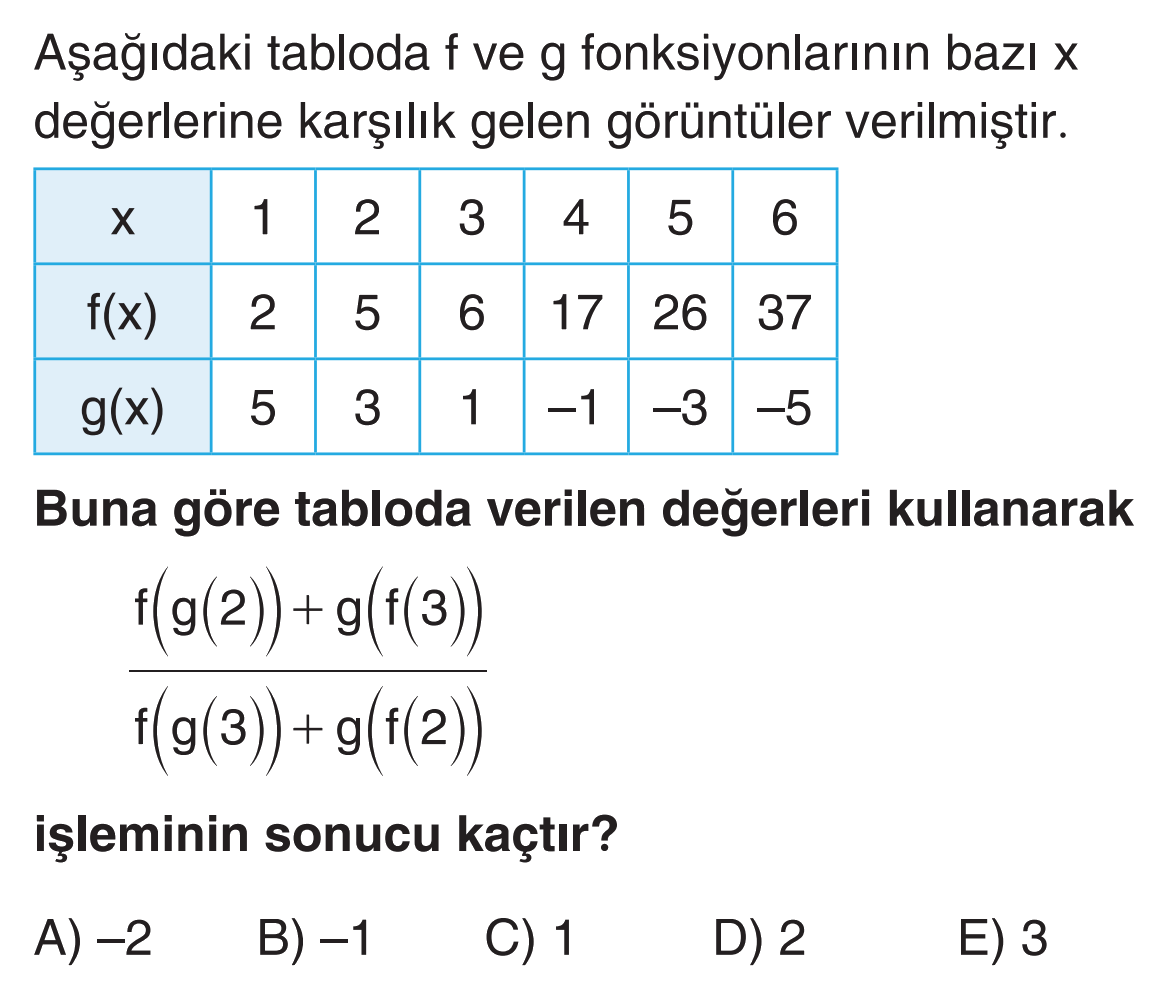 Aşağıdaki tabloda f ve g fonksiyonlarının bazı x
değerlerine karşılık gelen görüntüler verilmiştir.
x 1 2 3 4 5 6
f(x) 2 5 6 17 26 37
g(x) 5 3 1 –1 –3 –5
Buna göre tabloda verilen değerleri kullanarak
f(g(2))+g(f(3))
f(g(3))+g(f(2))
işleminin sonucu kaçtır?
A) –2 B) –1 C) 1 D) 2 E) 3